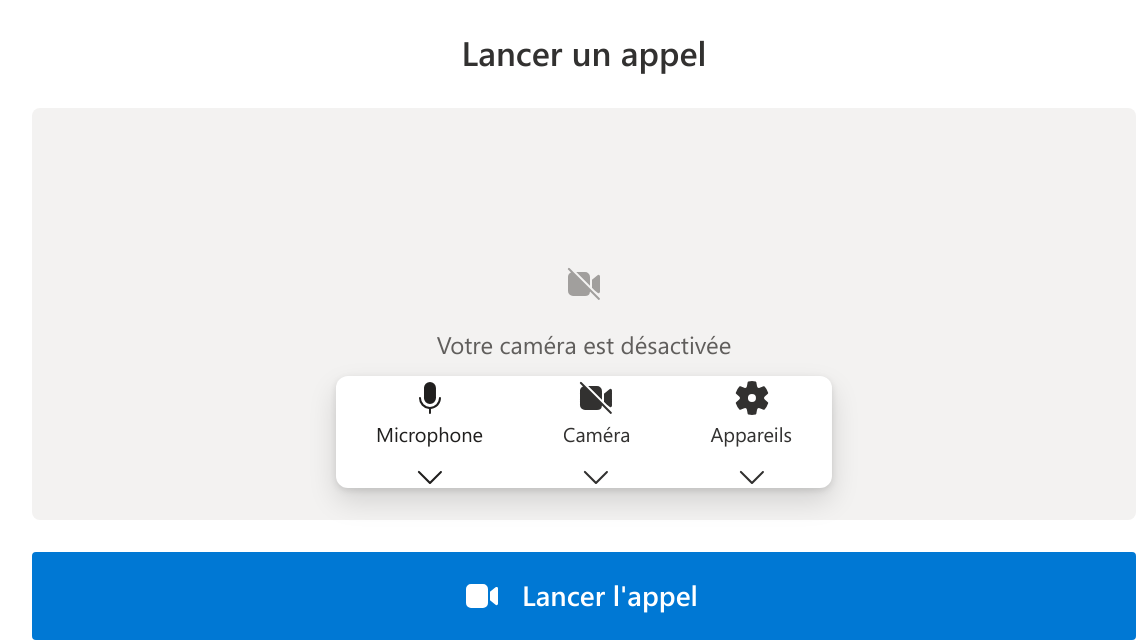 Lancer un appel
Votre caméra est désactivée
Microphone
Caméra
Appareils
Lancer l'appel